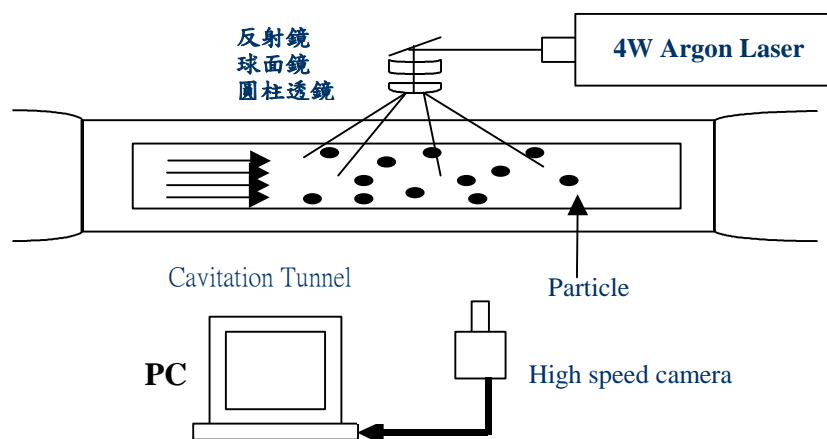 反射鏡
球面鏡
圓柱透鏡
4W Argon Laser
Cavitation Tunnel
Particle
PC
High speed camera